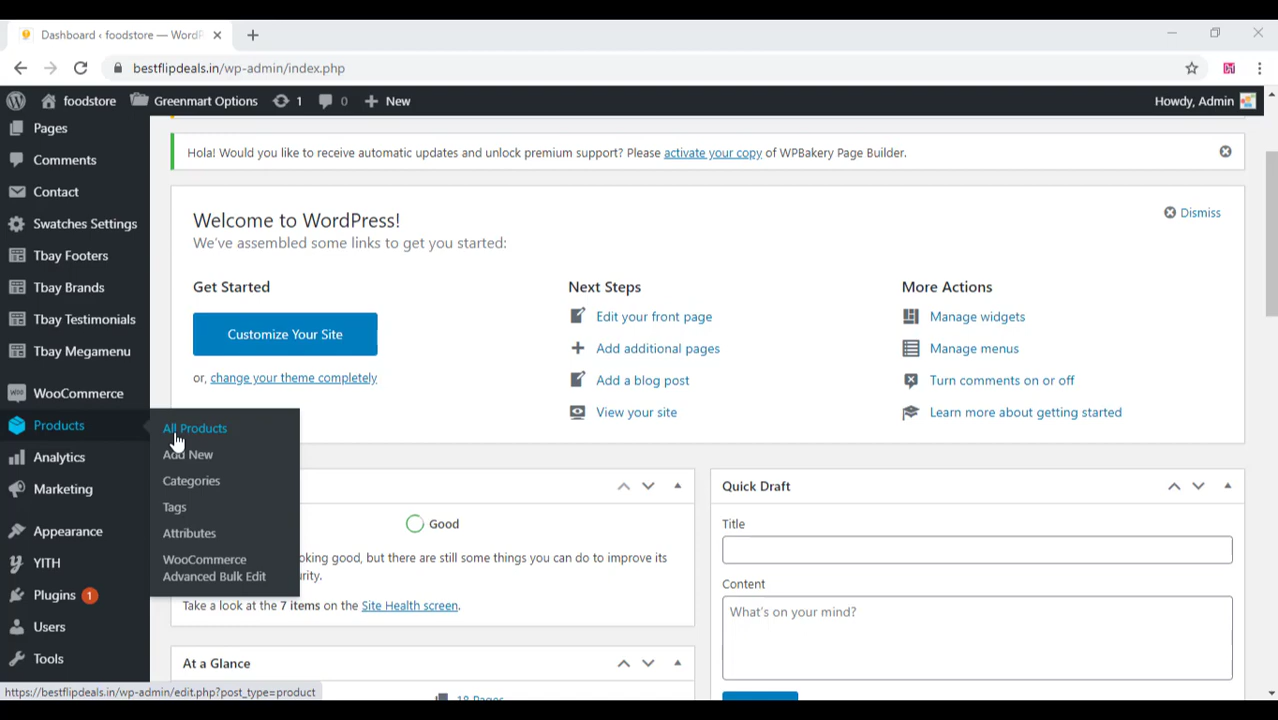 Dashboard ‹ foodstore — WordP
bestflipdeals.in/wp-admin/index.php
foodstore Greenmart Options 1 0 New Howdy, Admin
Pages
Comments
Contact
Swatches Settings
Tbay Footers
Tbay Brands
Tbay Testimonials
Tbay Megamenu
WooCommerce
Products
Analytics
Marketing
Appearance
YITH
Plugins 1
Users
Tools
All Products
Add New
Categories
Tags
Attributes
WooCommerce
Advanced Bulk Edit
Hola! Would you like to receive automatic updates and unlock premium support? Please activate your copy of WPBakery Page Builder.
Welcome to WordPress!
Dismiss
We've assembled some links to get you started:
Get Started
Customize Your Site
or, change your theme completely
Next Steps
Edit your front page
Add additional pages
Add a blog post
View your site
More Actions
Manage widgets
Manage menus
Turn comments on or off
Learn more about getting started
Good
oking good, but there are still some things you can do to improve its
rity.
Take a look at the 7 items on the Site Health screen.
At a Glance
18 Pages
Quick Draft
Title
Content
What's on your mind?
https://bestflipdeals.in/wp-admin/edit.php?post_type=product